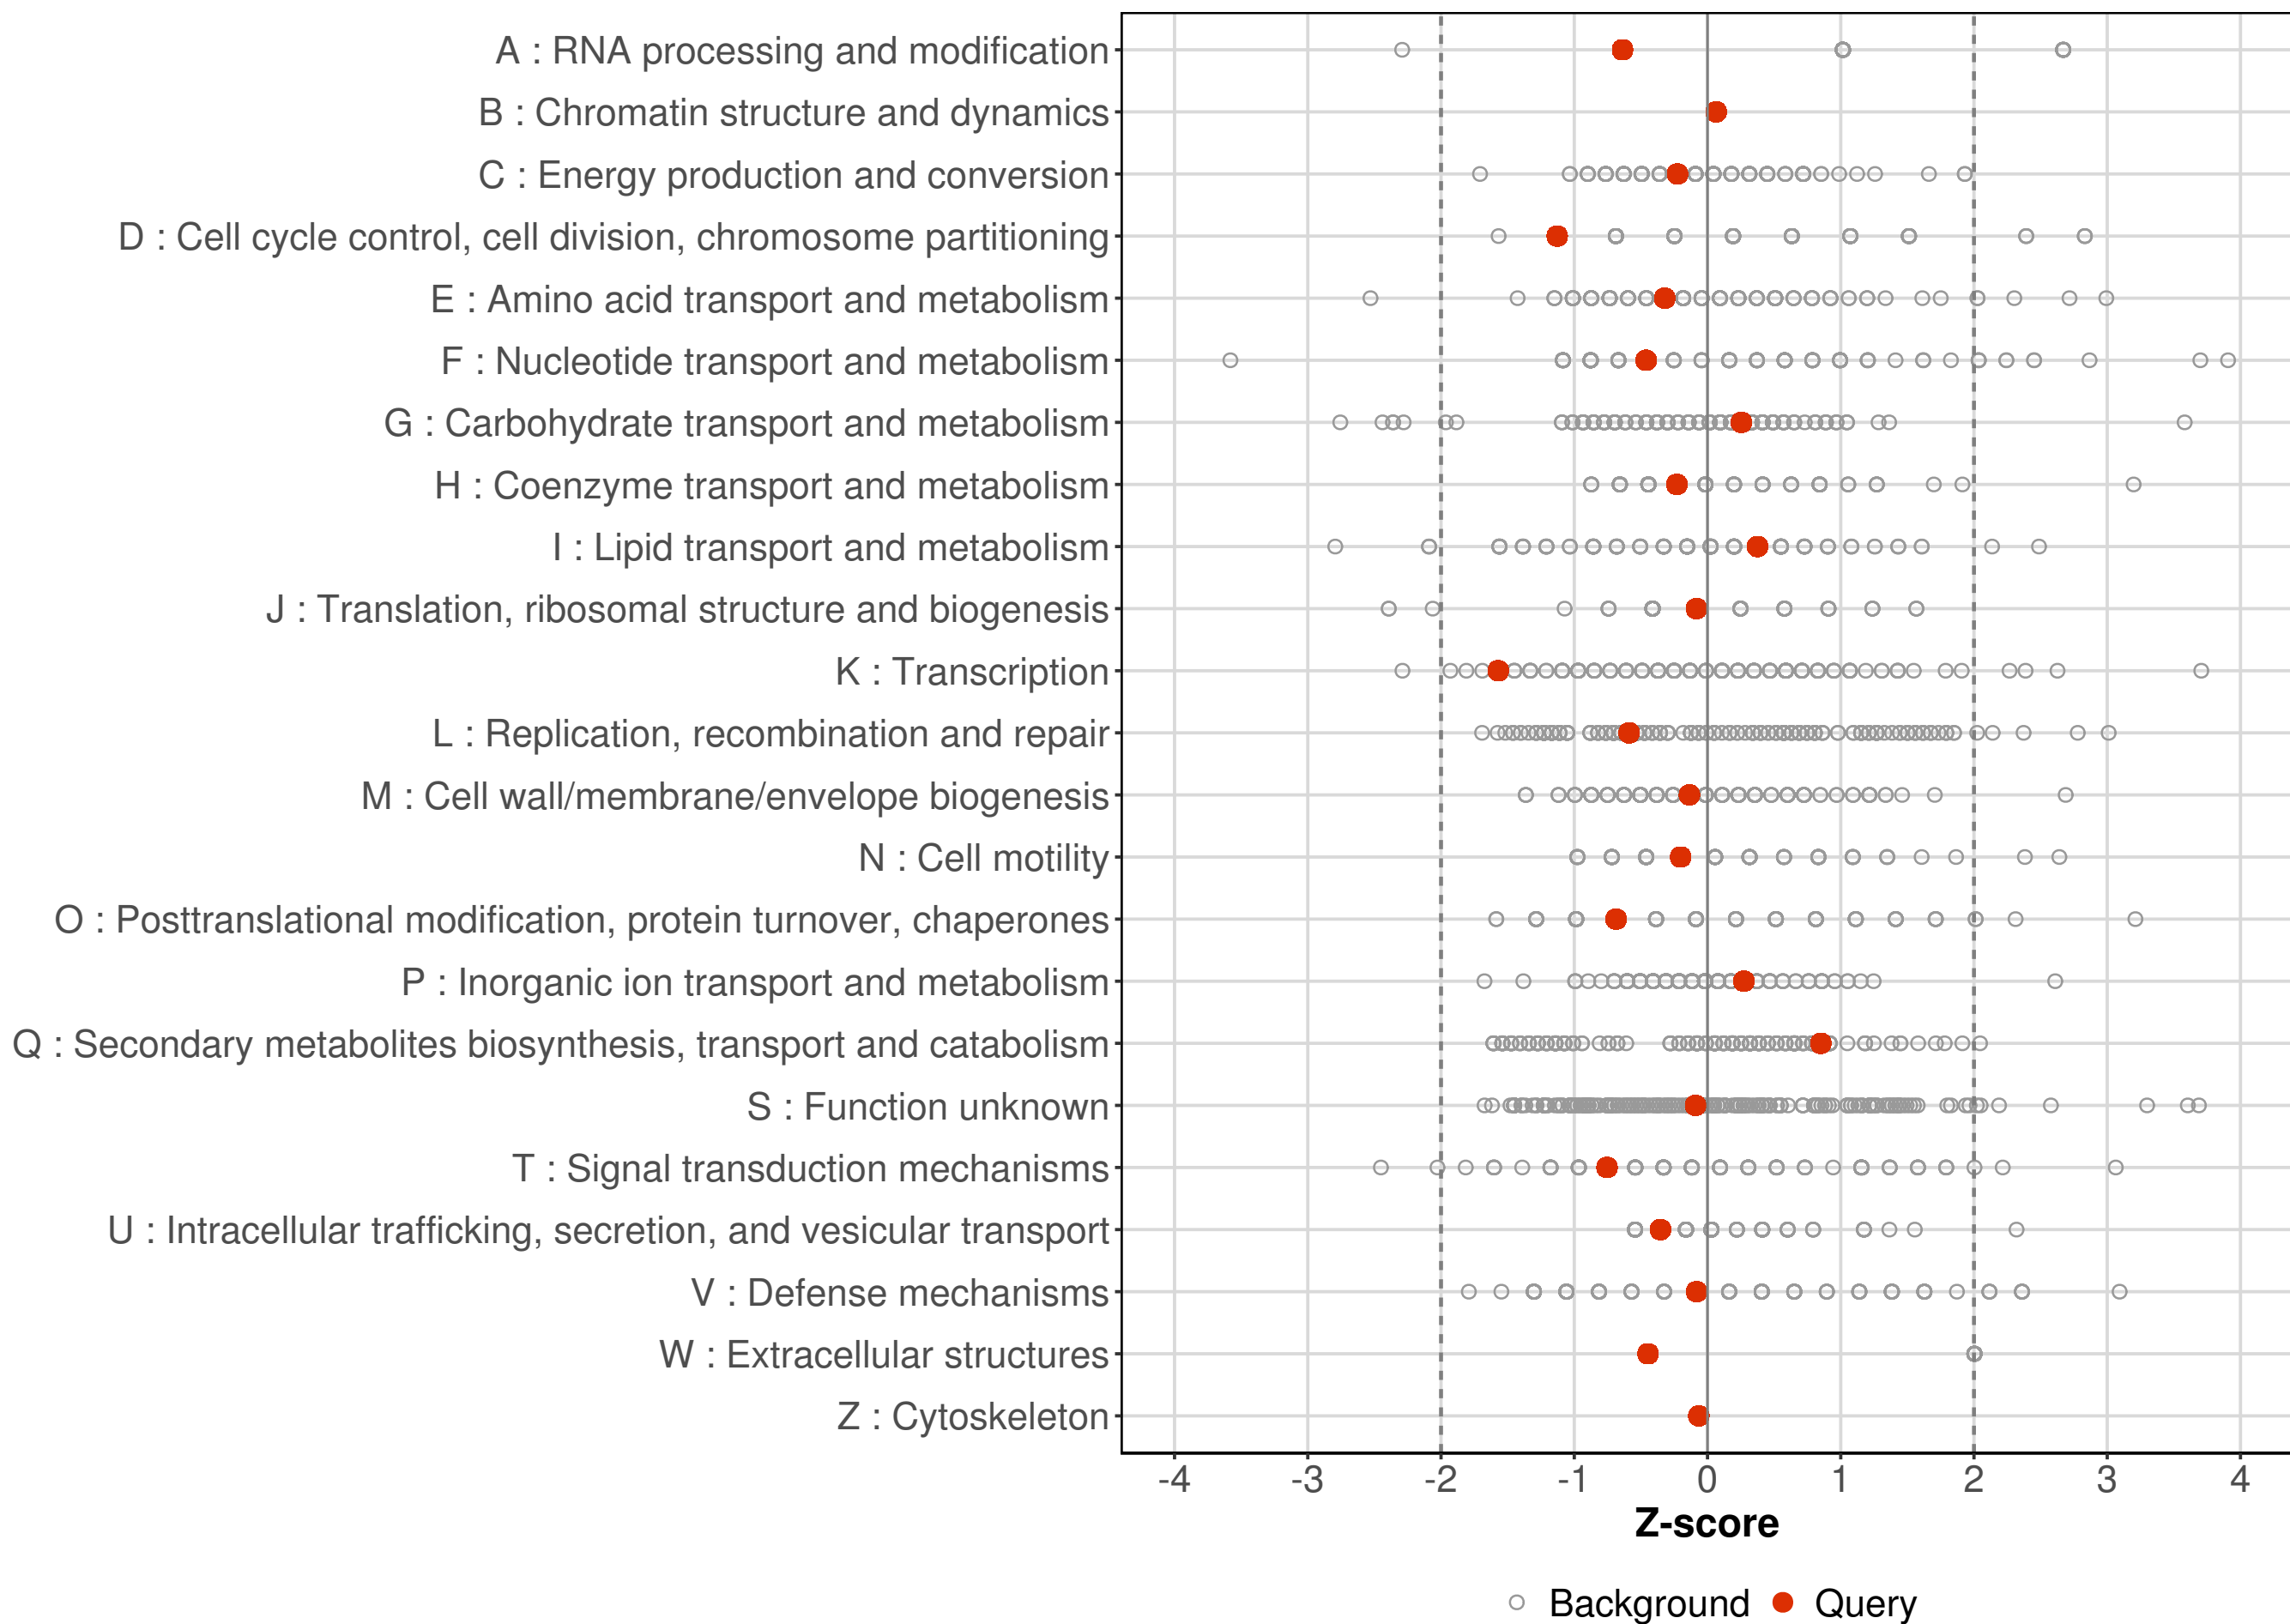 A : RNA processing and modification
B : Chromatin structure and dynamics
C : Energy production and conversion
D : Cell cycle control, cell division, chromosome partitioning
E : Amino acid transport and metabolism
F : Nucleotide transport and metabolism
G : Carbohydrate transport and metabolism
H : Coenzyme transport and metabolism
I : Lipid transport and metabolism
J : Translation, ribosomal structure and biogenesis
K : Transcription
L : Replication, recombination and repair
M : Cell wall/membrane/envelope biogenesis
N : Cell motility
O : Posttranslational modification, protein turnover, chaperones
P : Inorganic ion transport and metabolism
Q : Secondary metabolites biosynthesis, transport and catabolism
S : Function unknown
T : Signal transduction mechanisms
U : Intracellular trafficking, secretion, and vesicular transport
V : Defense mechanisms
W : Extracellular structures
Z : Cytoskeleton
-4 -3 -2 -1 0 1 2 3 4
Z-score
Background Query